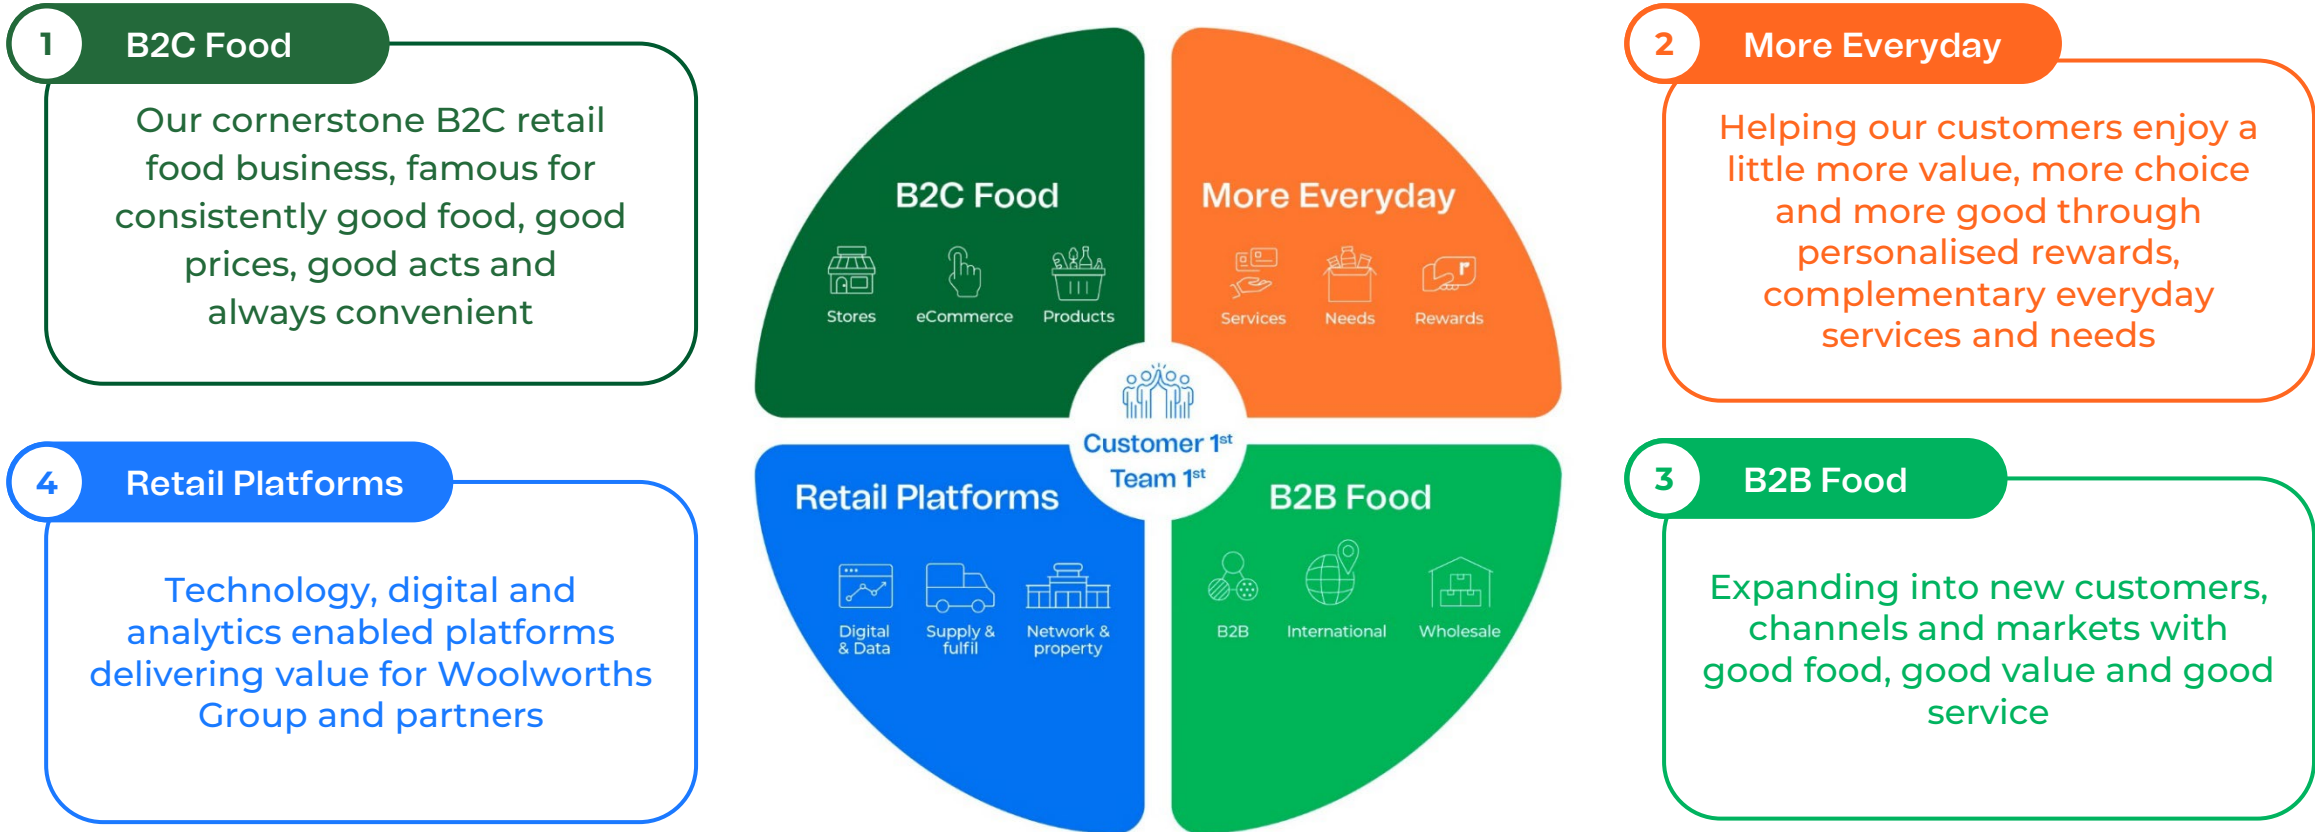 1
B2C Food
Our cornerstone B2C retail
food business, famous for
consistently good food, good
prices, good acts and
always convenient
B2C Food
Stores
eCommerce
Products
More Everyday
Services
Needs
Rewards
r
Customer 1st
Team 1st
Retail Platforms
Digital
& Data
Supply &
fulfil
Network &
property
B2B Food
B2B
International
Wholesale
2
More Everyday
Helping our customers enjoy a
little more value, more choice
and more good through
personalised rewards,
complementary everyday
services and needs
3
B2B Food
Expanding into new customers,
channels and markets with
good food, good value and good
service
4
Retail Platforms
Technology, digital and
analytics enabled platforms
delivering value for Woolworths
Group and partners